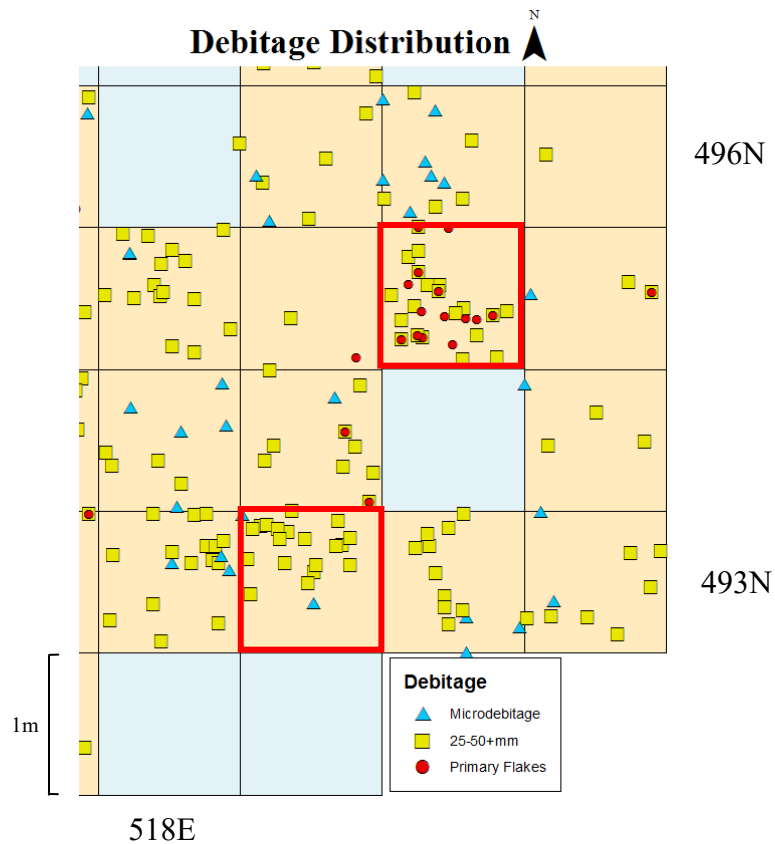 N
Debitage Distribution
496N
493N
Debitage
Microdebitage
25-50+mm
Primary Flakes
1m
518E